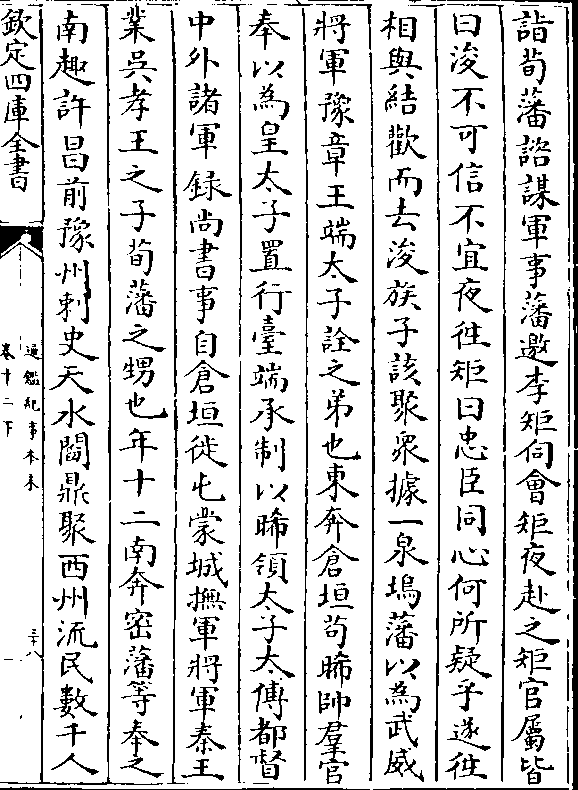 詣荀藩諮謀軍事藩邀李矩同會矩夜赴之矩官屬皆
曰浚不可信不宜夜往矩曰忠臣同心何所疑乎遂往
相與結歡而去浚族子該聚衆據一泉塢藩以為武威
將軍豫章王端太子詮之弟也東奔倉垣苟晞帥羣官
奉以為皇太子置行臺端承制以晞領太子太傅都督
中外諸軍録尚書事自倉垣徙屯蒙城撫軍將軍秦王
業吳孝王之子荀藩之甥也年十二南奔密藩等奉之
南趣許昌前豫州刺史天水閻鼎聚西州流民數千人
欽定四庫全書
通鑑紀事本末
卷十二下
三十八